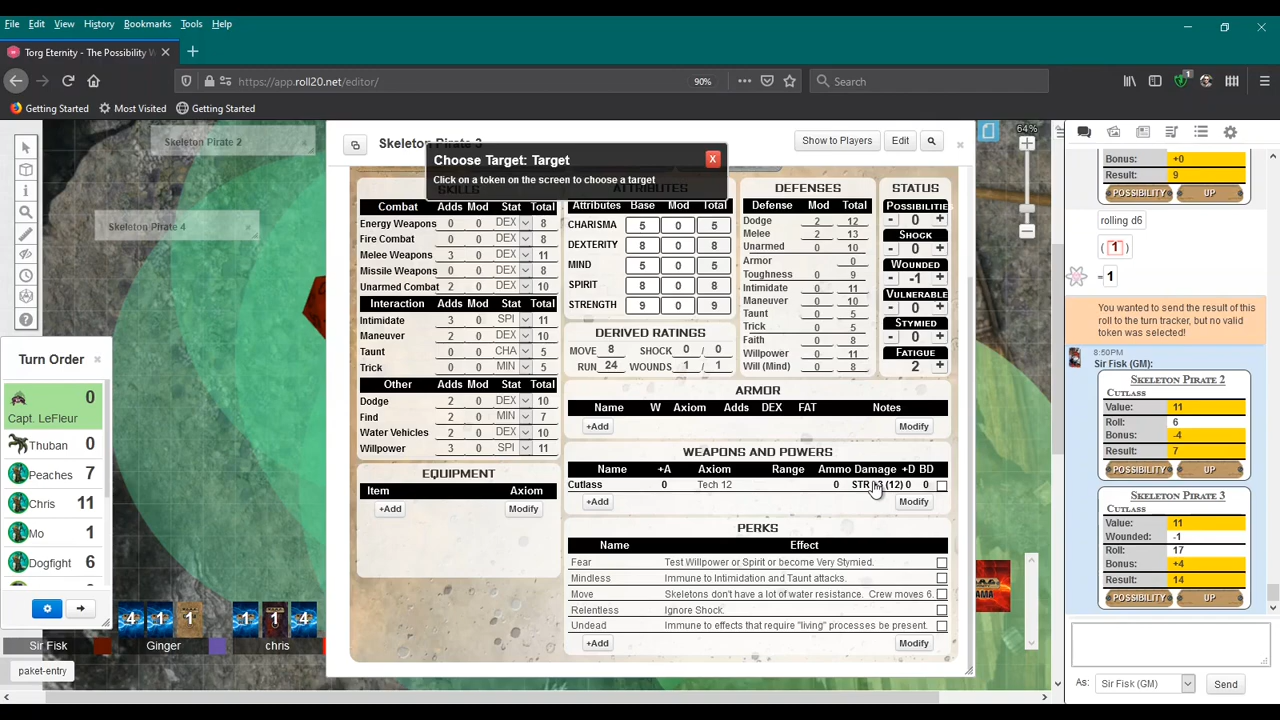 File Edit View History Bookmarks Tools Help
Torg Eternity - The Possibility W
https://app.roll20.net/editor/
90%
Search
Getting Started Most Visited Getting Started
Skeleton Pirate 2
Skeleton Pirate 4
Skeleton Pirate 3
Show to Players Edit
Choose Target: Target X
Click on a token on the screen to choose a target
64%
SKILLS
Combat Adds Mod Stat Total
Energy Weapons 0 0 DEX 8
Fire Combat 0 0 DEX 8
Melee Weapons 3 0 DEX 11
Missile Weapons 0 0 DEX 8
Unarmed Combat 2 0 DEX 10
Interaction Adds Mod Stat Total
Intimidate 3 0 SPI 11
Maneuver 2 0 DEX 10
Taunt 0 0 CHA 5
Trick 0 0 MIN 5
Other Adds Mod Stat Total
Dodge 2 0 DEX 10
Find 2 0 MIN 7
Water Vehicles 2 0 DEX 10
Willpower 3 0 SPI 11
EQUIPMENT
Item Axiom
+Add Modify
ATTRIBUTES
Attributes Base Mod Total
CHARISMA 5 0 5
DEXTERITY 8 0 8
MIND 5 0 5
SPIRIT 8 0 8
STRENGTH 9 0 9
DERIVED RATINGS
MOVE 8 SHOCK 0 / 0
RUN 24 WOUNDS 1 / 1
DEFENSES
Defense Mod Total
Dodge 2 12
Melee 2 13
Unarmed 0 10
Armor 0
Toughness 0 9
Intimidate 0 11
Maneuver 0 10
Taunt 0 5
Trick 0 5
Faith 0 8
Willpower 0 11
Will (Mind) 0 8
STATUS
POSSIBILITIES
- 0 +
SHOCK
- 0 +
WOUNDED
- -1 +
VULNERABLE
- 0 +
STYMIED
- 0 +
FATIGUE
2 +
ARMOR
Name W Axiom Adds DEX FAT Notes
+Add Modify
WEAPONS AND POWERS
Name +A Axiom Range Ammo Damage +D BD
Cutlass 0 Tech 12 0 (12) 0 0
+Add Modify
PERKS
Name Effect
Fear Test Willpower or Spirit or become Very Stymied.
Mindless Immune to Intimidation and Taunt attacks.
Move Skeletons don't have a lot of water resistance. Crew moves 6.
Relentless Ignore Shock.
Undead Immune to effects that require "living" processes be present.
+Add Modify
Turn Order
Capt. LeFleur 0
Thuban 0
Peaches 7
Chris 11
Mo 1
Dogfight 6
4 1 1 1 1 4
Sir Fisk Ginger chris
paket-entry
AMA
Bonus: +0
Result: 9
POSSIBILITY UP
rolling d6
( 1 )
= 1
You wanted to send the result of this
roll to the turn tracker, but no valid
token was selected!
8:50PM
Sir Fisk (GM):
SKELETON PIRATE 2
CUTLASS
Value: 11
Roll: 6
Bonus: -4
Result: 7
POSSIBILITY UP
SKELETON PIRATE 3
CUTLASS
Value: 11
Wounded: -1
Roll: 17
Bonus: +4
Result: 14
POSSIBILITY UP
As: Sir Fisk (GM) Send